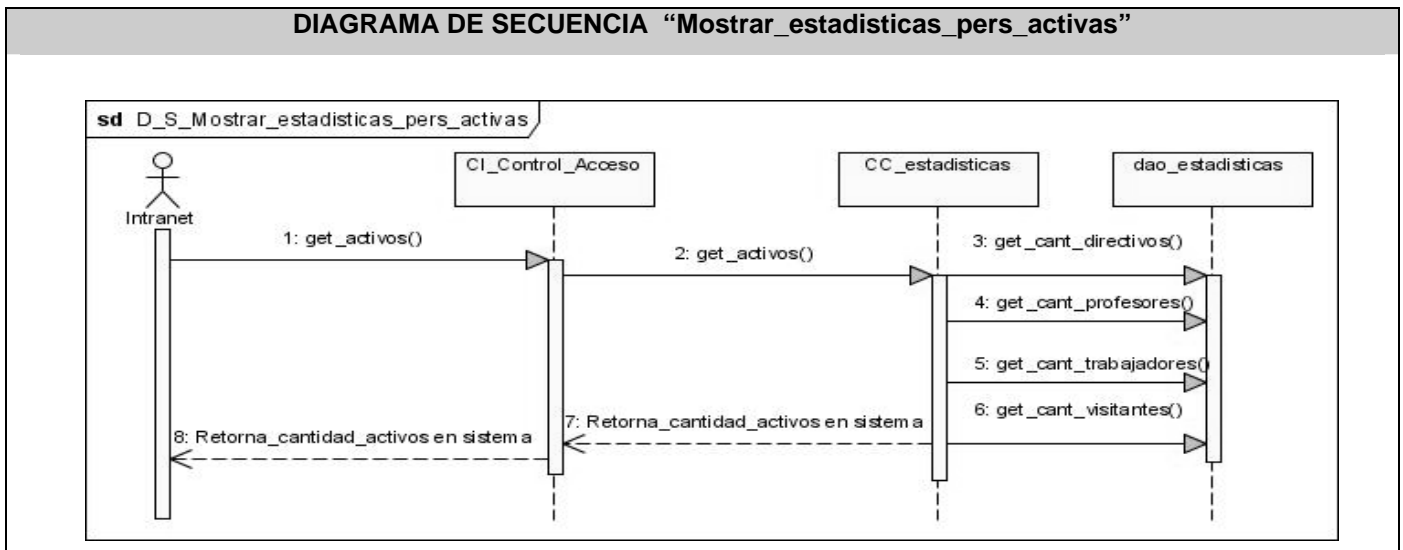 DIAGRAMA DE SECUENCIA “Mostrar_estadisticas_pers_activas”
sd D_S_Mostrar_estadisticas_pers_activas
CI_Control_Acceso
CC_estadisticas
dao_estadisticas
Intranet
1: get_activos()
2: get_activos()
3: get_cant_directivos()
4: get_cant_profesores()
5: get_cant_trabajadores()
6: get_cant_visitantes()
7: Retorna_cantidad_activos en sistema
8: Retorna_cantidad_activos en sistema